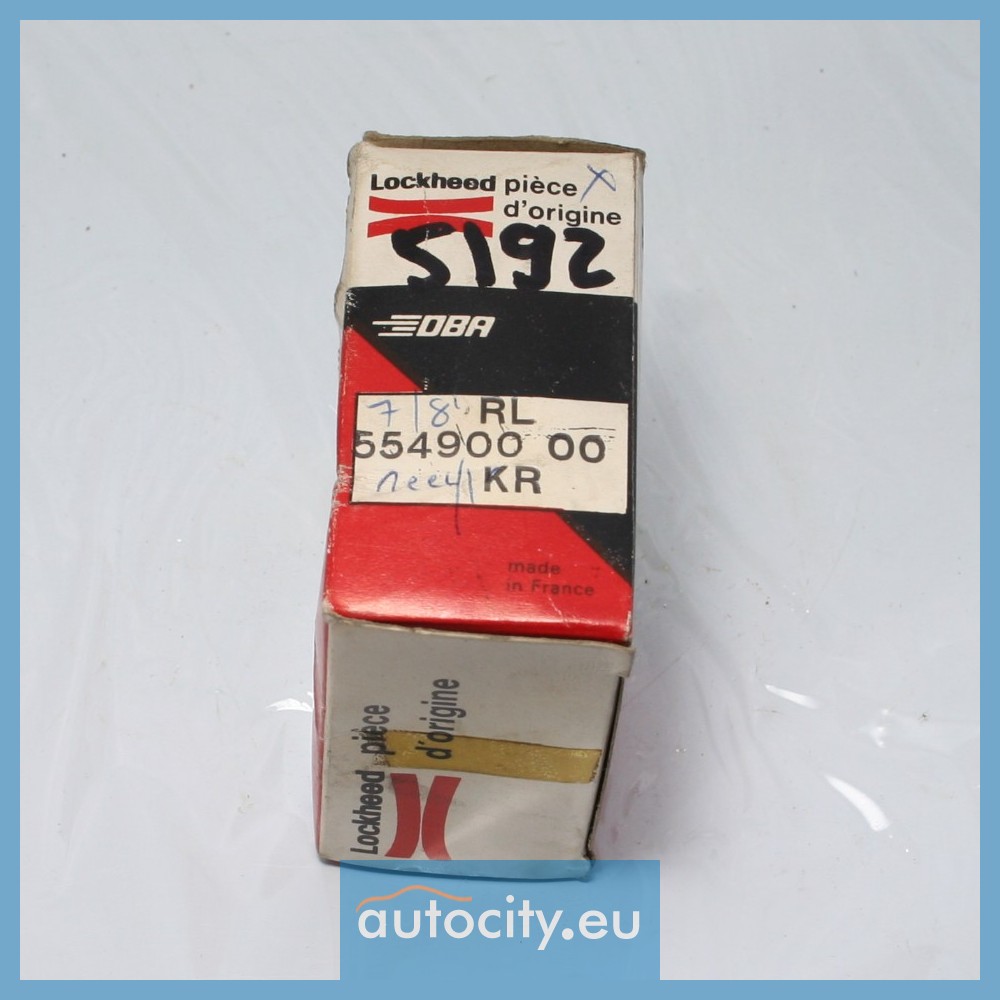 Lockheed pièce
d'origine
5192
DBA
7/8" RL
554900 00
KR
made
in France
Lockheed pièce
d'origine
autocity.eu